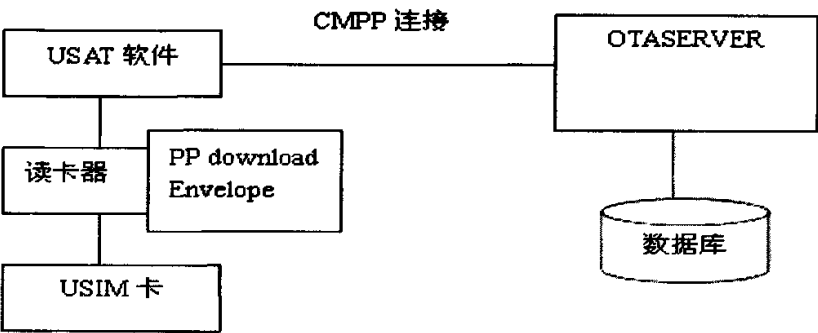 CMPP 连接
USAT 软件
OTASERVER
读卡器
PP download
Envelope
数据库
USIM 卡